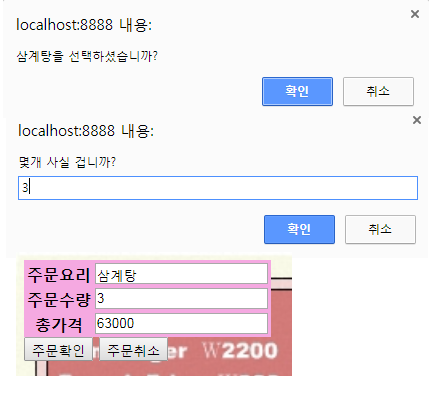 localhost:8888 내용:
삼계탕을 선택하셨습니까?
확인 취소
localhost:8888 내용:
몇개 사실 겁니까?
3
확인 취소
주문요리 삼계탕
주문수량 3
총가격 63000
주문확인 주문취소
ger W2200